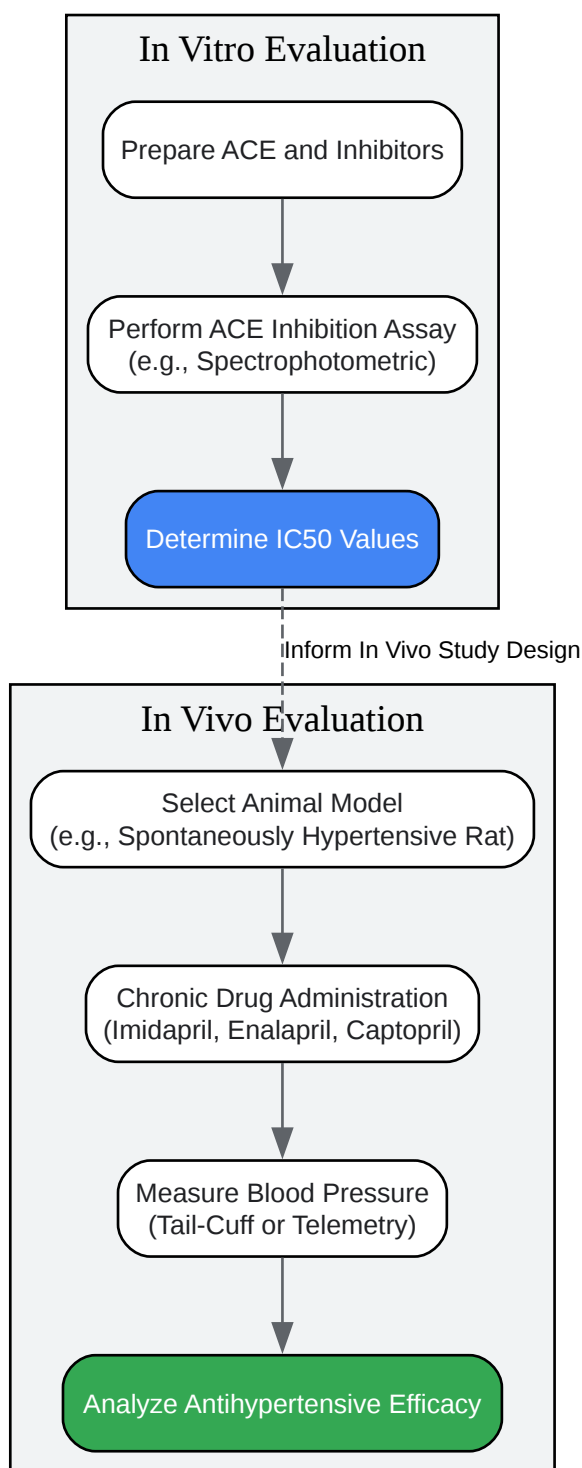 In Vitro Evaluation
Prepare ACE and Inhibitors
Perform ACE Inhibition Assay
(e.g., Spectrophotometric)
Determine IC50 Values
Inform In Vivo Study Design
In Vivo Evaluation
Select Animal Model
(e.g., Spontaneously Hypertensive Rat)
Chronic Drug Administration
(Imidapril, Enalapril, Captopril)
Measure Blood Pressure
(Tail-Cuff or Telemetry)
Analyze Antihypertensive Efficacy